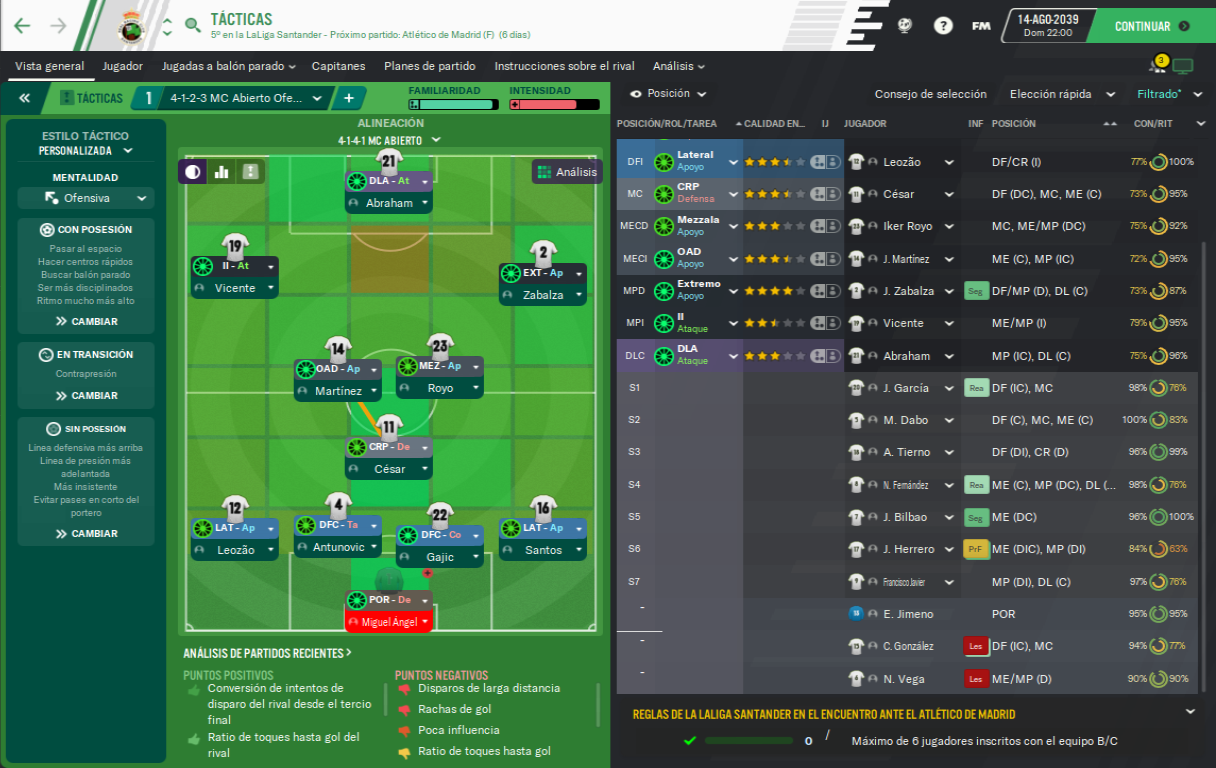 TÁCTICAS
5º en la LaLiga Santander - Próximo partido: Atlético de Madrid (F) (6 días)
FM
14-AGO-2039
Dom 22:00
CONTINUAR
Vista general
Jugador
Jugadas a balón parado
Capitanes
Planes de partido
Instrucciones sobre el rival
Análisis
3
TÁCTICAS
1
4-1-2-3 MC Abierto Ofe...
FAMILIARIDAD
INTENSIDAD
ESTILO TÁCTICO
PERSONALIZADA
MENTALIDAD
Ofensiva
CON POSESIÓN
Pasar al espacio
Hacer centros rápidos
Buscar balón parado
Ser más disciplinados
Ritmo mucho más alto
CAMBIAR
EN TRANSICIÓN
Contrapresión
CAMBIAR
SIN POSESIÓN
Línea defensiva más arriba
Línea de presión más
adelantada
Más insistente
Evitar pases en corto del
portero
CAMBIAR
ALINEACIÓN
4-1-4-1 MC ABIERTO
Análisis
21
DLA - At
Abraham
19
II - At
Vicente
2
EXT - Ap
Zabalza
14
OAD - Ap
Martínez
23
MEZ - Ap
Royo
11
CRP - De
César
12
LAT - Ap
Leozão
4
DFC - Ta
Antunovic
22
DFC - Co
Gajic
16
LAT - Ap
Santos
POR - De
Miguel Ángel
ANÁLISIS DE PARTIDOS RECIENTES
PUNTOS POSITIVOS
Conversión de intentos de
disparo del rival desde el tercio
final
Ratio de toques hasta gol del
rival
PUNTOS NEGATIVOS
Disparos de larga distancia
Rachas de gol
Poca influencia
Ratio de toques hasta gol
Posición
Consejo de selección
Elección rápida
Filtrado*
POSICIÓN/ROL/TAREA
CALIDAD EN...
IJ
JUGADOR
INF
POSICIÓN
CON/RIT
DFI Lateral Apoyo Leozão DF/CR (I) 77% 100%
MC CRP Defensa César DF (DC), MC, ME (C) 73% 95%
MECD Mezzala Apoyo Iker Royo MC, ME/MP (DC) 75% 92%
MECI OAD Apoyo J. Martínez ME (C), MP (IC) 72% 95%
MPD Extremo Apoyo J. Zabalza Seg DF/MP (D), DL (C) 73% 87%
MPI II Ataque Vicente ME/MP (I) 79% 95%
DLC DLA Ataque Abraham MP (IC), DL (C) 75% 96%
S1 J. García Rea DF (IC), MC 98% 76%
S2 M. Dabo DF (C), MC, ME (C) 100% 83%
S3 A. Tierno DF (DI), CR (D) 96% 99%
S4 N. Fernández Rea ME (C), MP (DC), DL (... 98% 76%
S5 J. Bilbao Seg ME (DC) 96% 100%
S6 J. Herrero PrF ME (DIC), MP (DI) 84% 63%
S7 Francisco Javier MP (DI), DL (C) 97% 76%
- E. Jimeno POR 95% 95%
- C. González Les DF (IC), MC 94% 77%
- N. Vega Les ME/MP (D) 90% 90%
REGLAS DE LA LALIGA SANTANDER EN EL ENCUENTRO ANTE EL ATLÉTICO DE MADRID
0 / Máximo de 6 jugadores inscritos con el equipo B/C